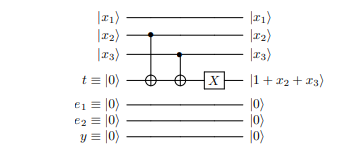 |x₁⟩ |x₁⟩
|x₂⟩ |x₂⟩
|x₃⟩ |x₃⟩
t ≡ |0⟩ X |1 + x₂ + x₃⟩
e₁ ≡ |0⟩ |0⟩
e₂ ≡ |0⟩ |0⟩
y ≡ |0⟩ |0⟩